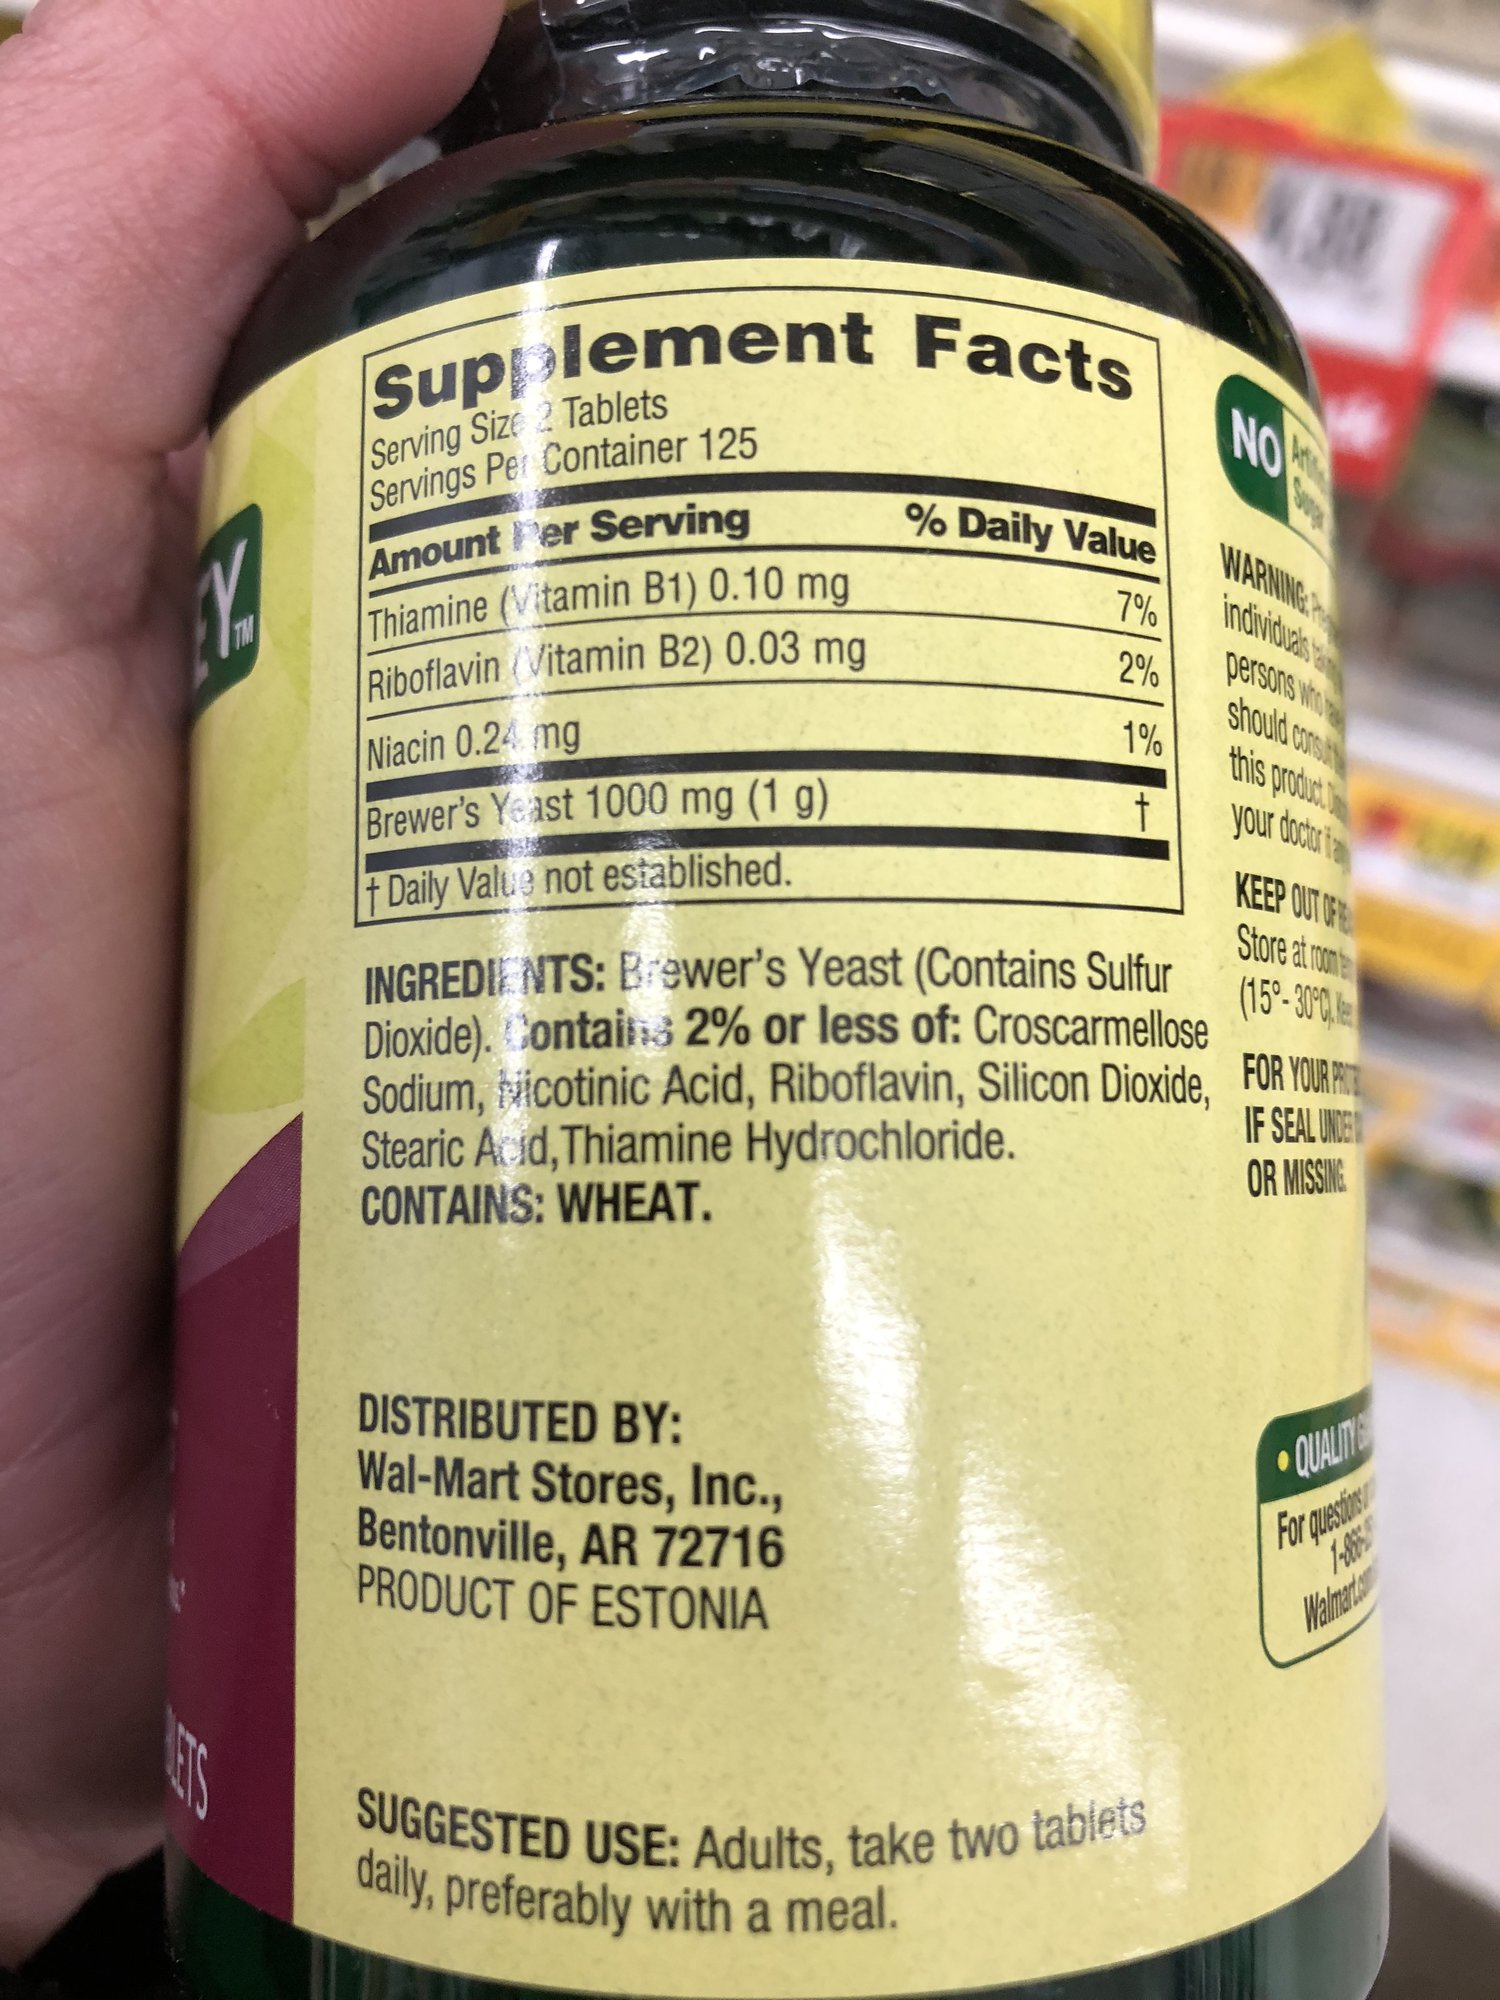 Supplement Facts
Serving Size 2 Tablets
Servings Per Container 125
Amount Per Serving % Daily Value
Thiamine (Vitamin B1) 0.10 mg 7%
Riboflavin (Vitamin B2) 0.03 mg 2%
Niacin 0.24 mg 1%
Brewer's Yeast 1000 mg (1 g) †
† Daily Value not established.
INGREDIENTS: Brewer's Yeast (Contains Sulfur
Dioxide). Contains 2% or less of: Croscarmellose
Sodium, Nicotinic Acid, Riboflavin, Silicon Dioxide,
Stearic Acid, Thiamine Hydrochloride.
CONTAINS: WHEAT.
DISTRIBUTED BY:
Wal-Mart Stores, Inc.,
Bentonville, AR 72716
PRODUCT OF ESTONIA
SUGGESTED USE: Adults, take two tablets
daily, preferably with a meal.
NO
WARNING:
individuals
persons who
should
this product.
your doctor if
KEEP OUT OF
Store at room
(15°-30°C).
FOR YOUR
IF SEAL UNDER
OR MISSING.
• QUALITY
For questions
1-866-